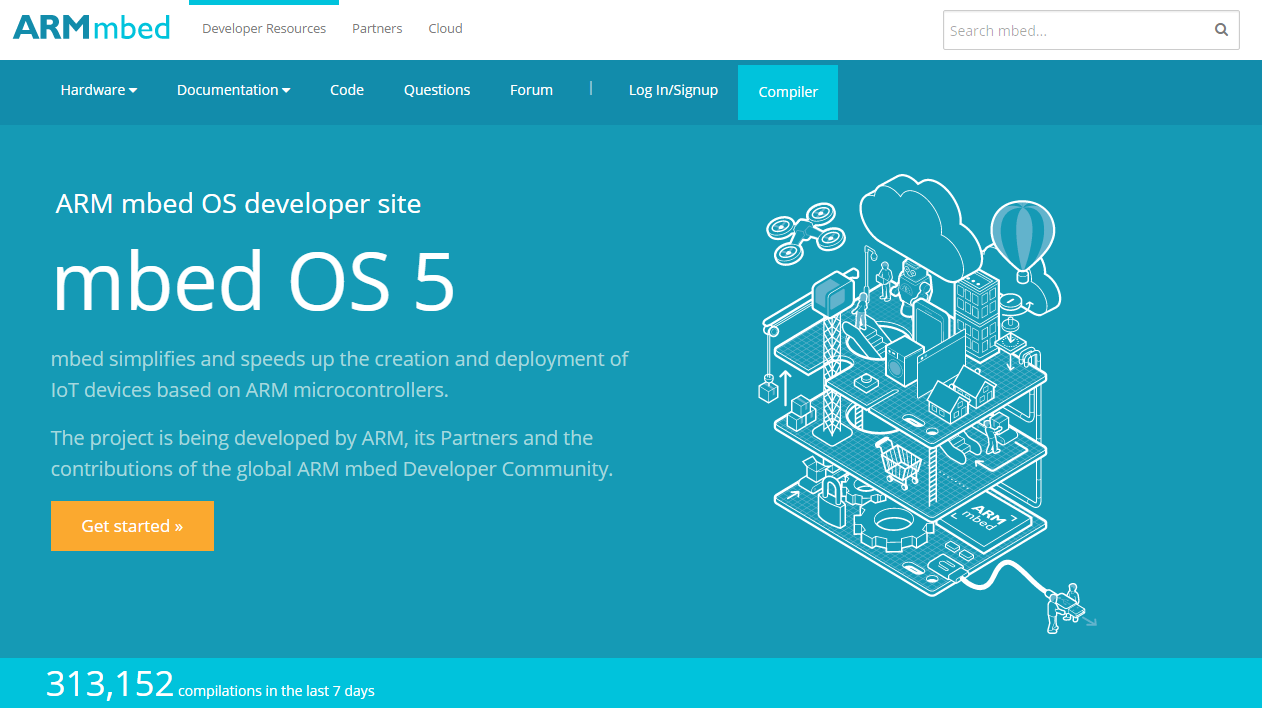 ARMmbed
Developer Resources Partners Cloud
Search mbed...
Hardware Documentation Code Questions Forum | Log In/Signup Compiler
ARM mbed OS developer site
mbed OS 5
mbed simplifies and speeds up the creation and deployment of
IoT devices based on ARM microcontrollers.
The project is being developed by ARM, its Partners and the
contributions of the global ARM mbed Developer Community.
Get started »
ARM
mbed
313,152 compilations in the last 7 days